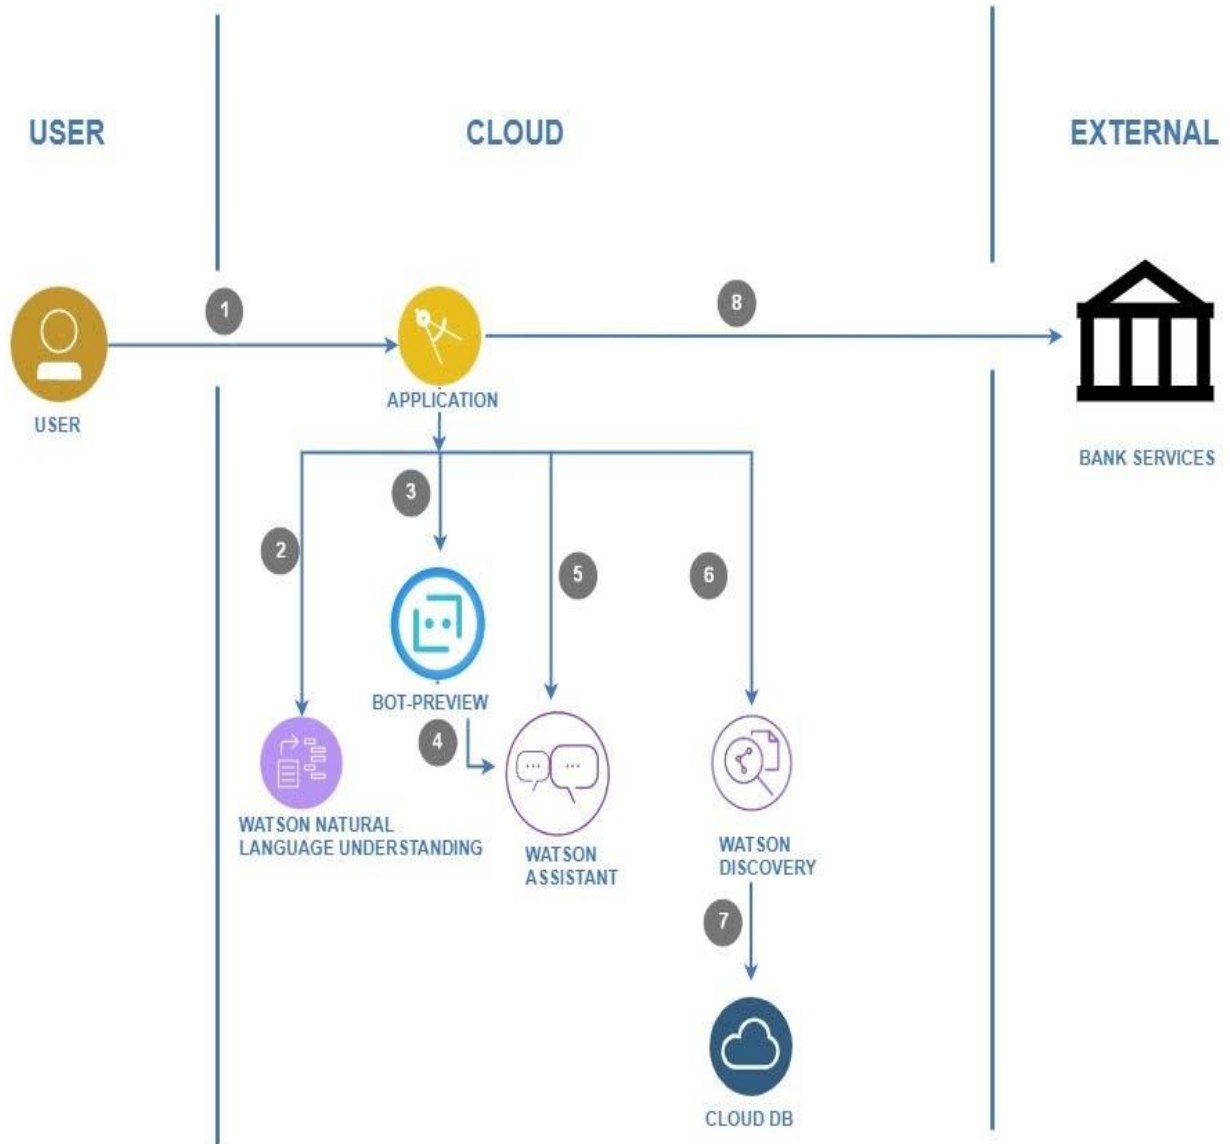 USER
CLOUD
EXTERNAL
1
8
USER
APPLICATION
BANK SERVICES
3
2
5
6
BOT-PREVIEW
4
WATSON NATURAL
LANGUAGE UNDERSTANDING
WATSON
ASSISTANT
WATSON
DISCOVERY
7
CLOUD DB